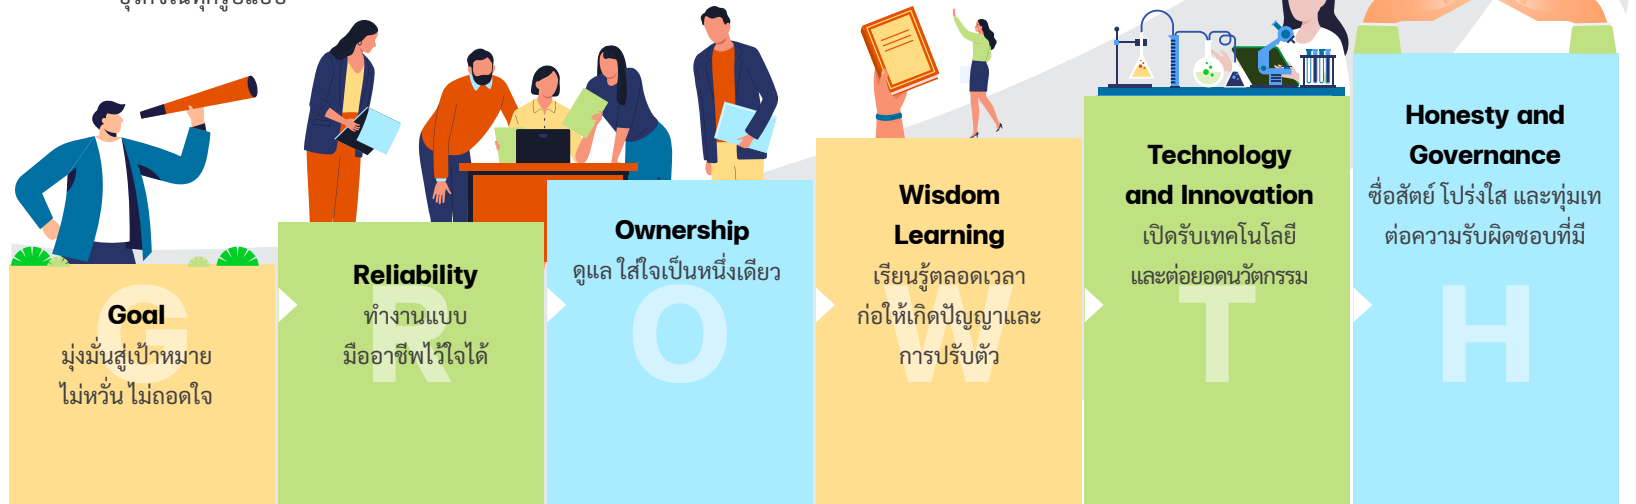 G
Goal
มุ่งมั่นสู่เป้าหมาย
ไม่หวั่น ไม่ถอดใจ
R
Reliability
ทำงานแบบ
มืออาชีพไว้ใจได้
O
Ownership
ดูแล ใส่ใจเป็นหนึ่งเดียว
W
Wisdom
Learning
เรียนรู้ตลอดเวลา
ก่อให้เกิดปัญญาและ
การปรับตัว
T
Technology
and Innovation
เปิดรับเทคโนโลยี
และต่อยอดนวัตกรรม
H
Honesty and
Governance
ซื่อสัตย์ โปร่งใส และทุ่มเท
ต่อความรับผิดชอบที่มี